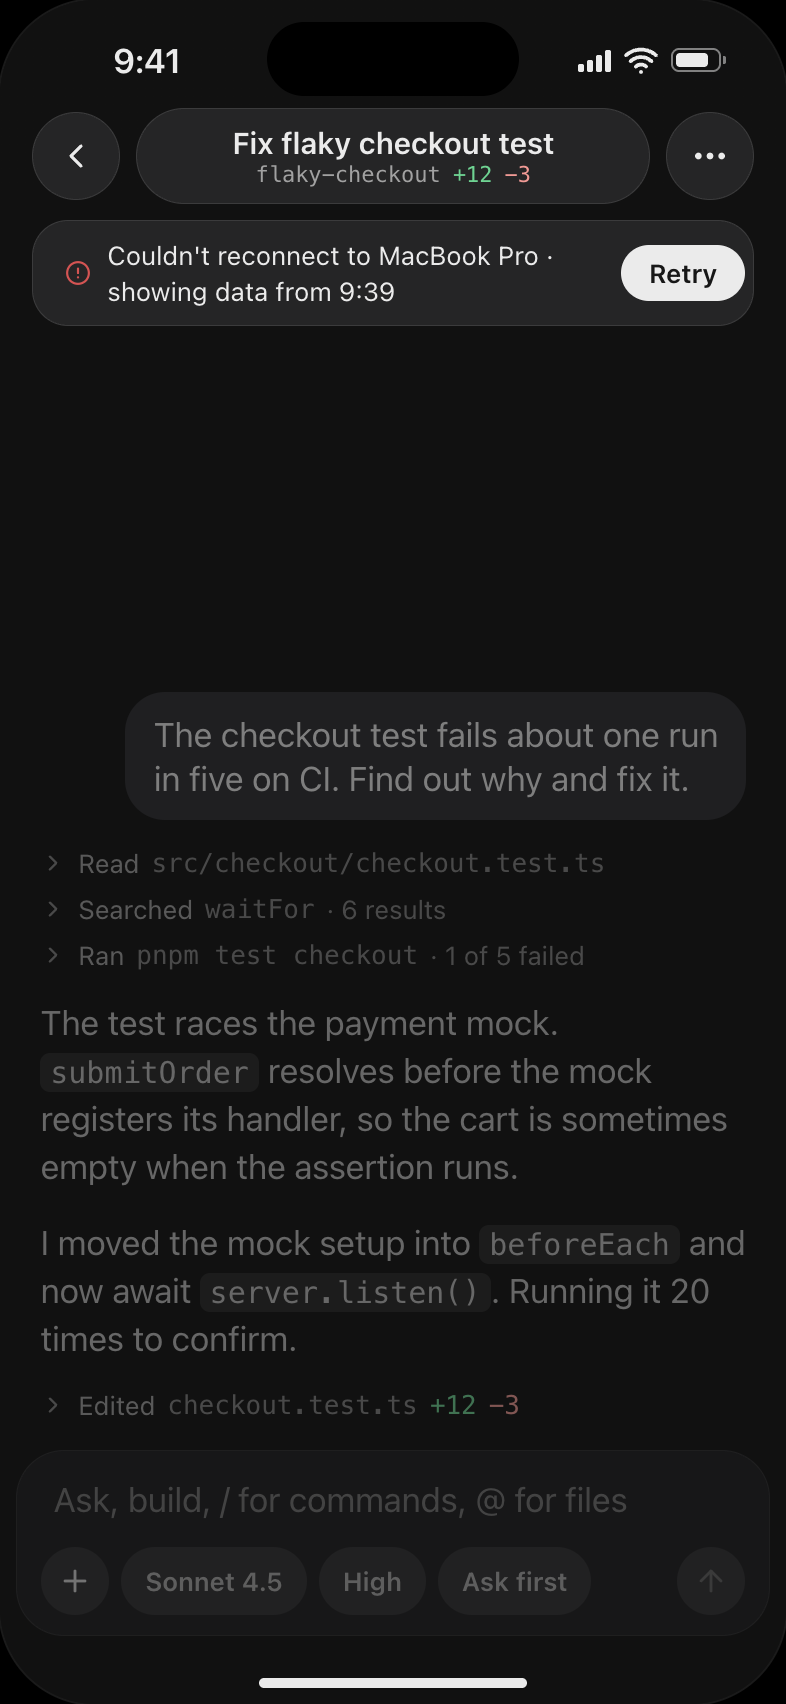 9:41
Fix flaky checkout test
flaky-checkout +12 −3
Couldn't reconnect to MacBook Pro ·
showing data from 9:39
Retry
The checkout test fails about one run
in five on CI. Find out why and fix it.
Read src/checkout/checkout.test.ts
Searched waitFor · 6 results
Ran pnpm test checkout · 1 of 5 failed
The test races the payment mock.
submitOrder resolves before the mock
registers its handler, so the cart is sometimes
empty when the assertion runs.
I moved the mock setup into beforeEach and
now await server.listen(). Running it 20
times to confirm.
Edited checkout.test.ts +12 −3
Ask, build, / for commands, @ for files
Sonnet 4.5 High Ask first